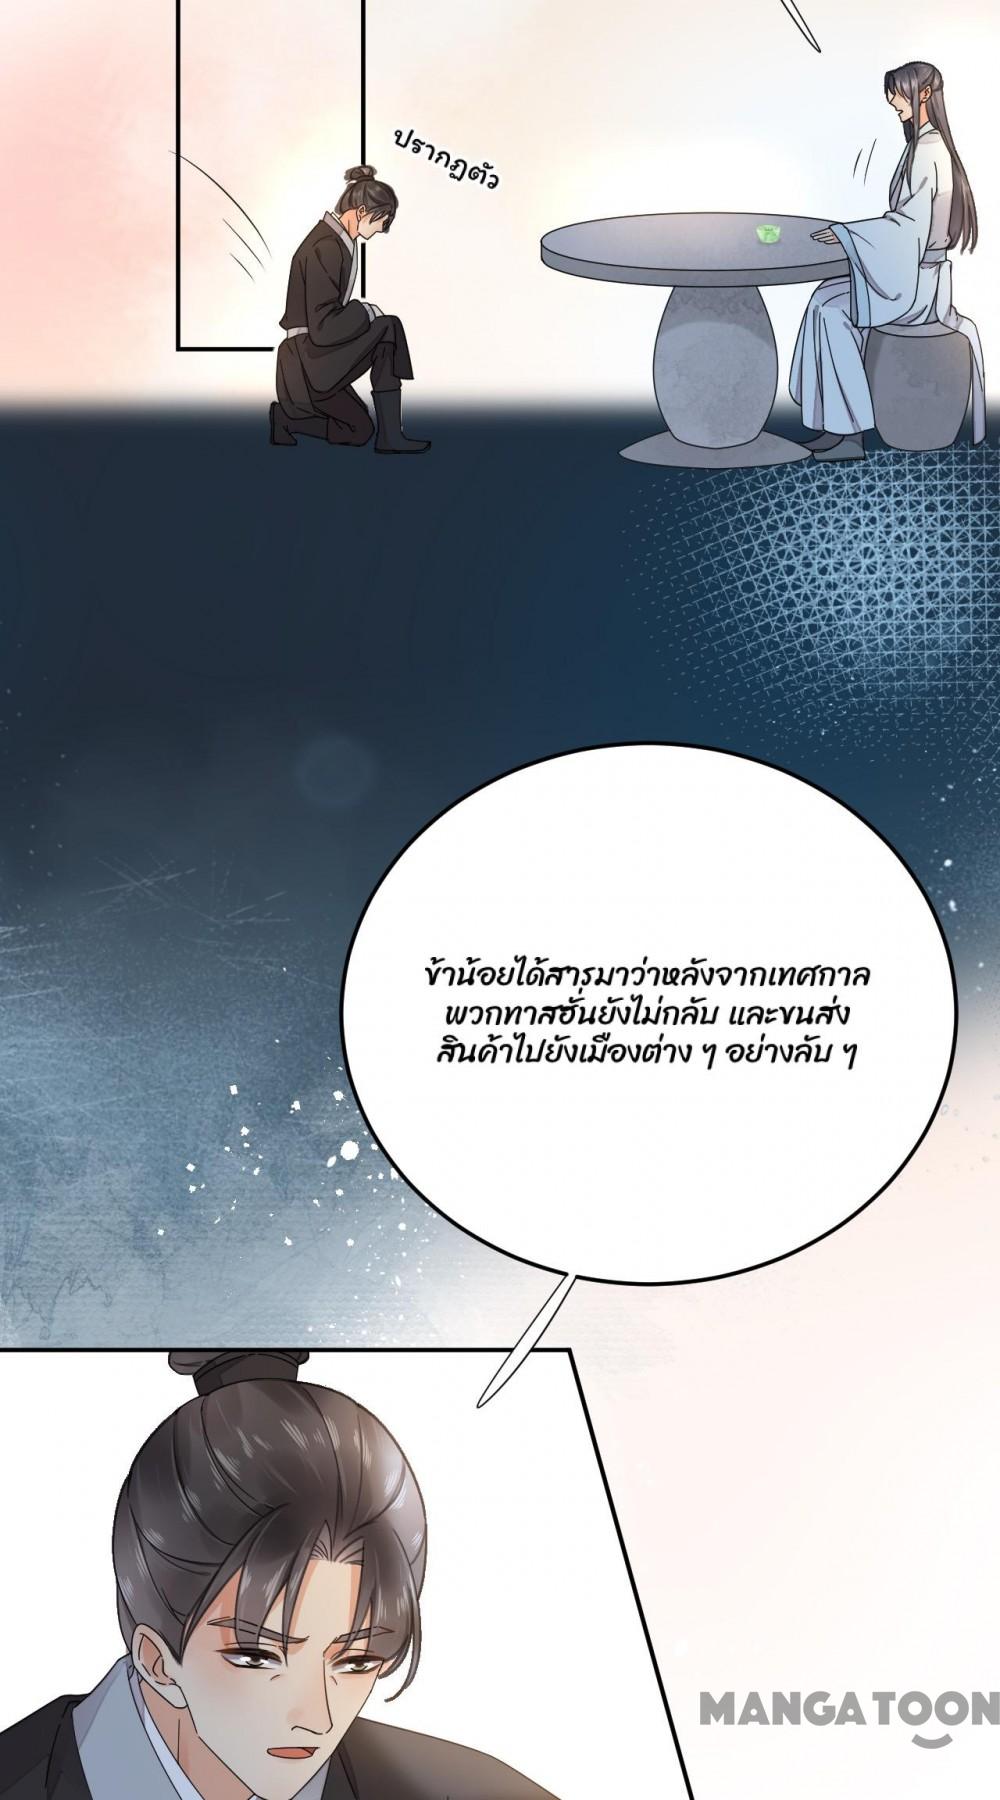 ปรากฏตัว
ข้าน้อยได้สารมาว่าหลังจากเทศกาล
พวกทาสฮั่นยังไม่กลับ และขนส่ง
สินค้าไปยังเมืองต่าง ๆ อย่างลับ ๆ
MANGATOON